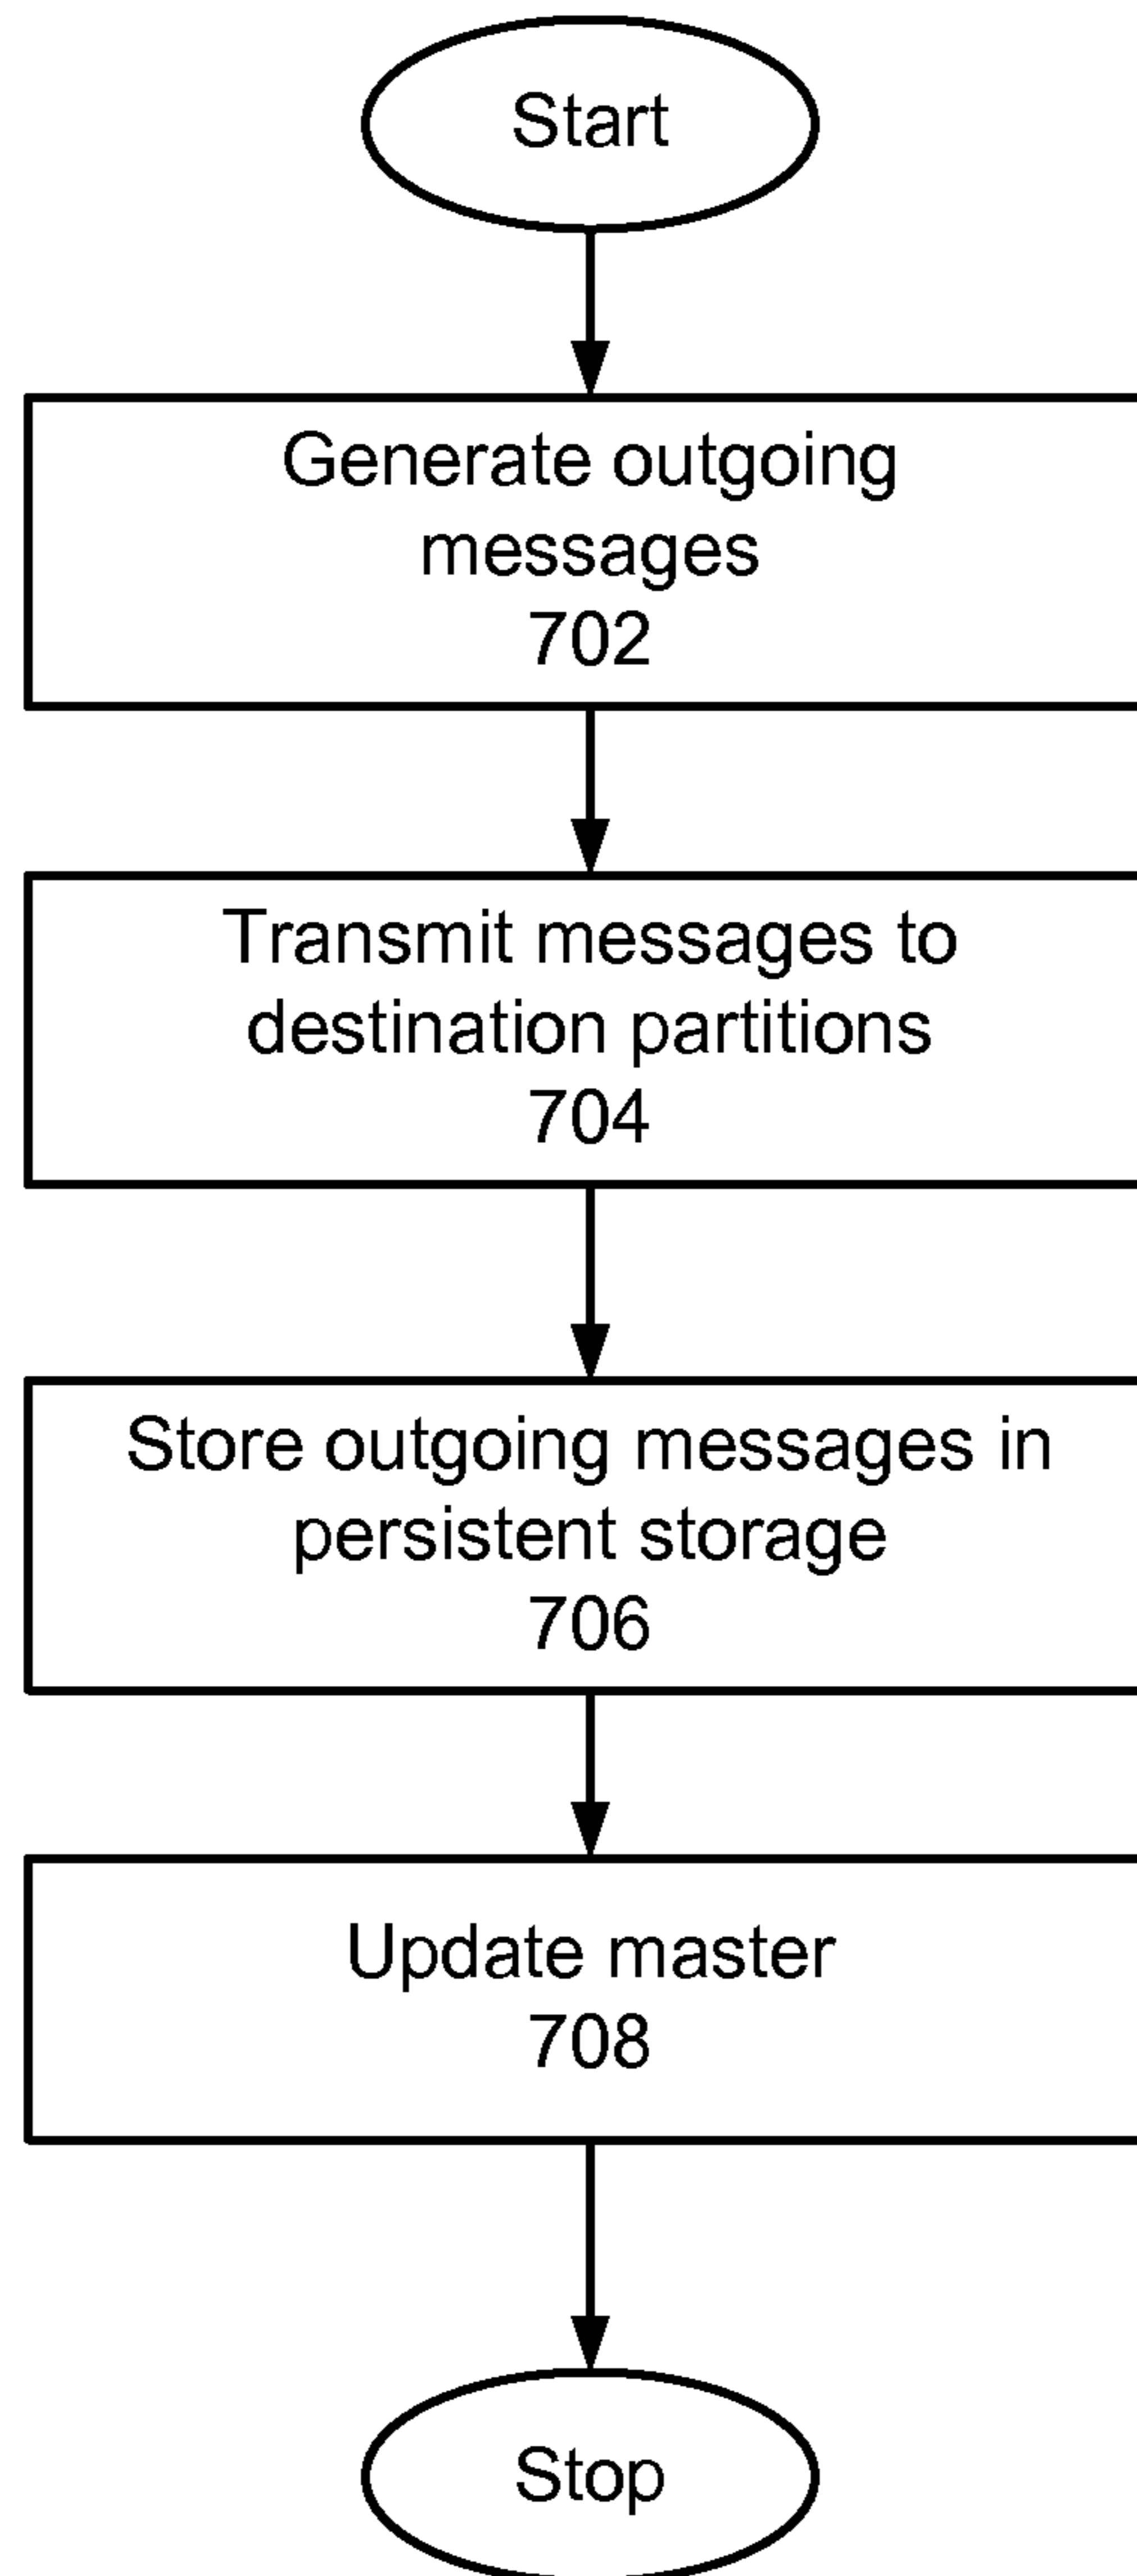 Start
Generate outgoing
messages
702
Transmit messages to
destination partitions
704
Store outgoing messages in
persistent storage
706
Update master
708
Stop